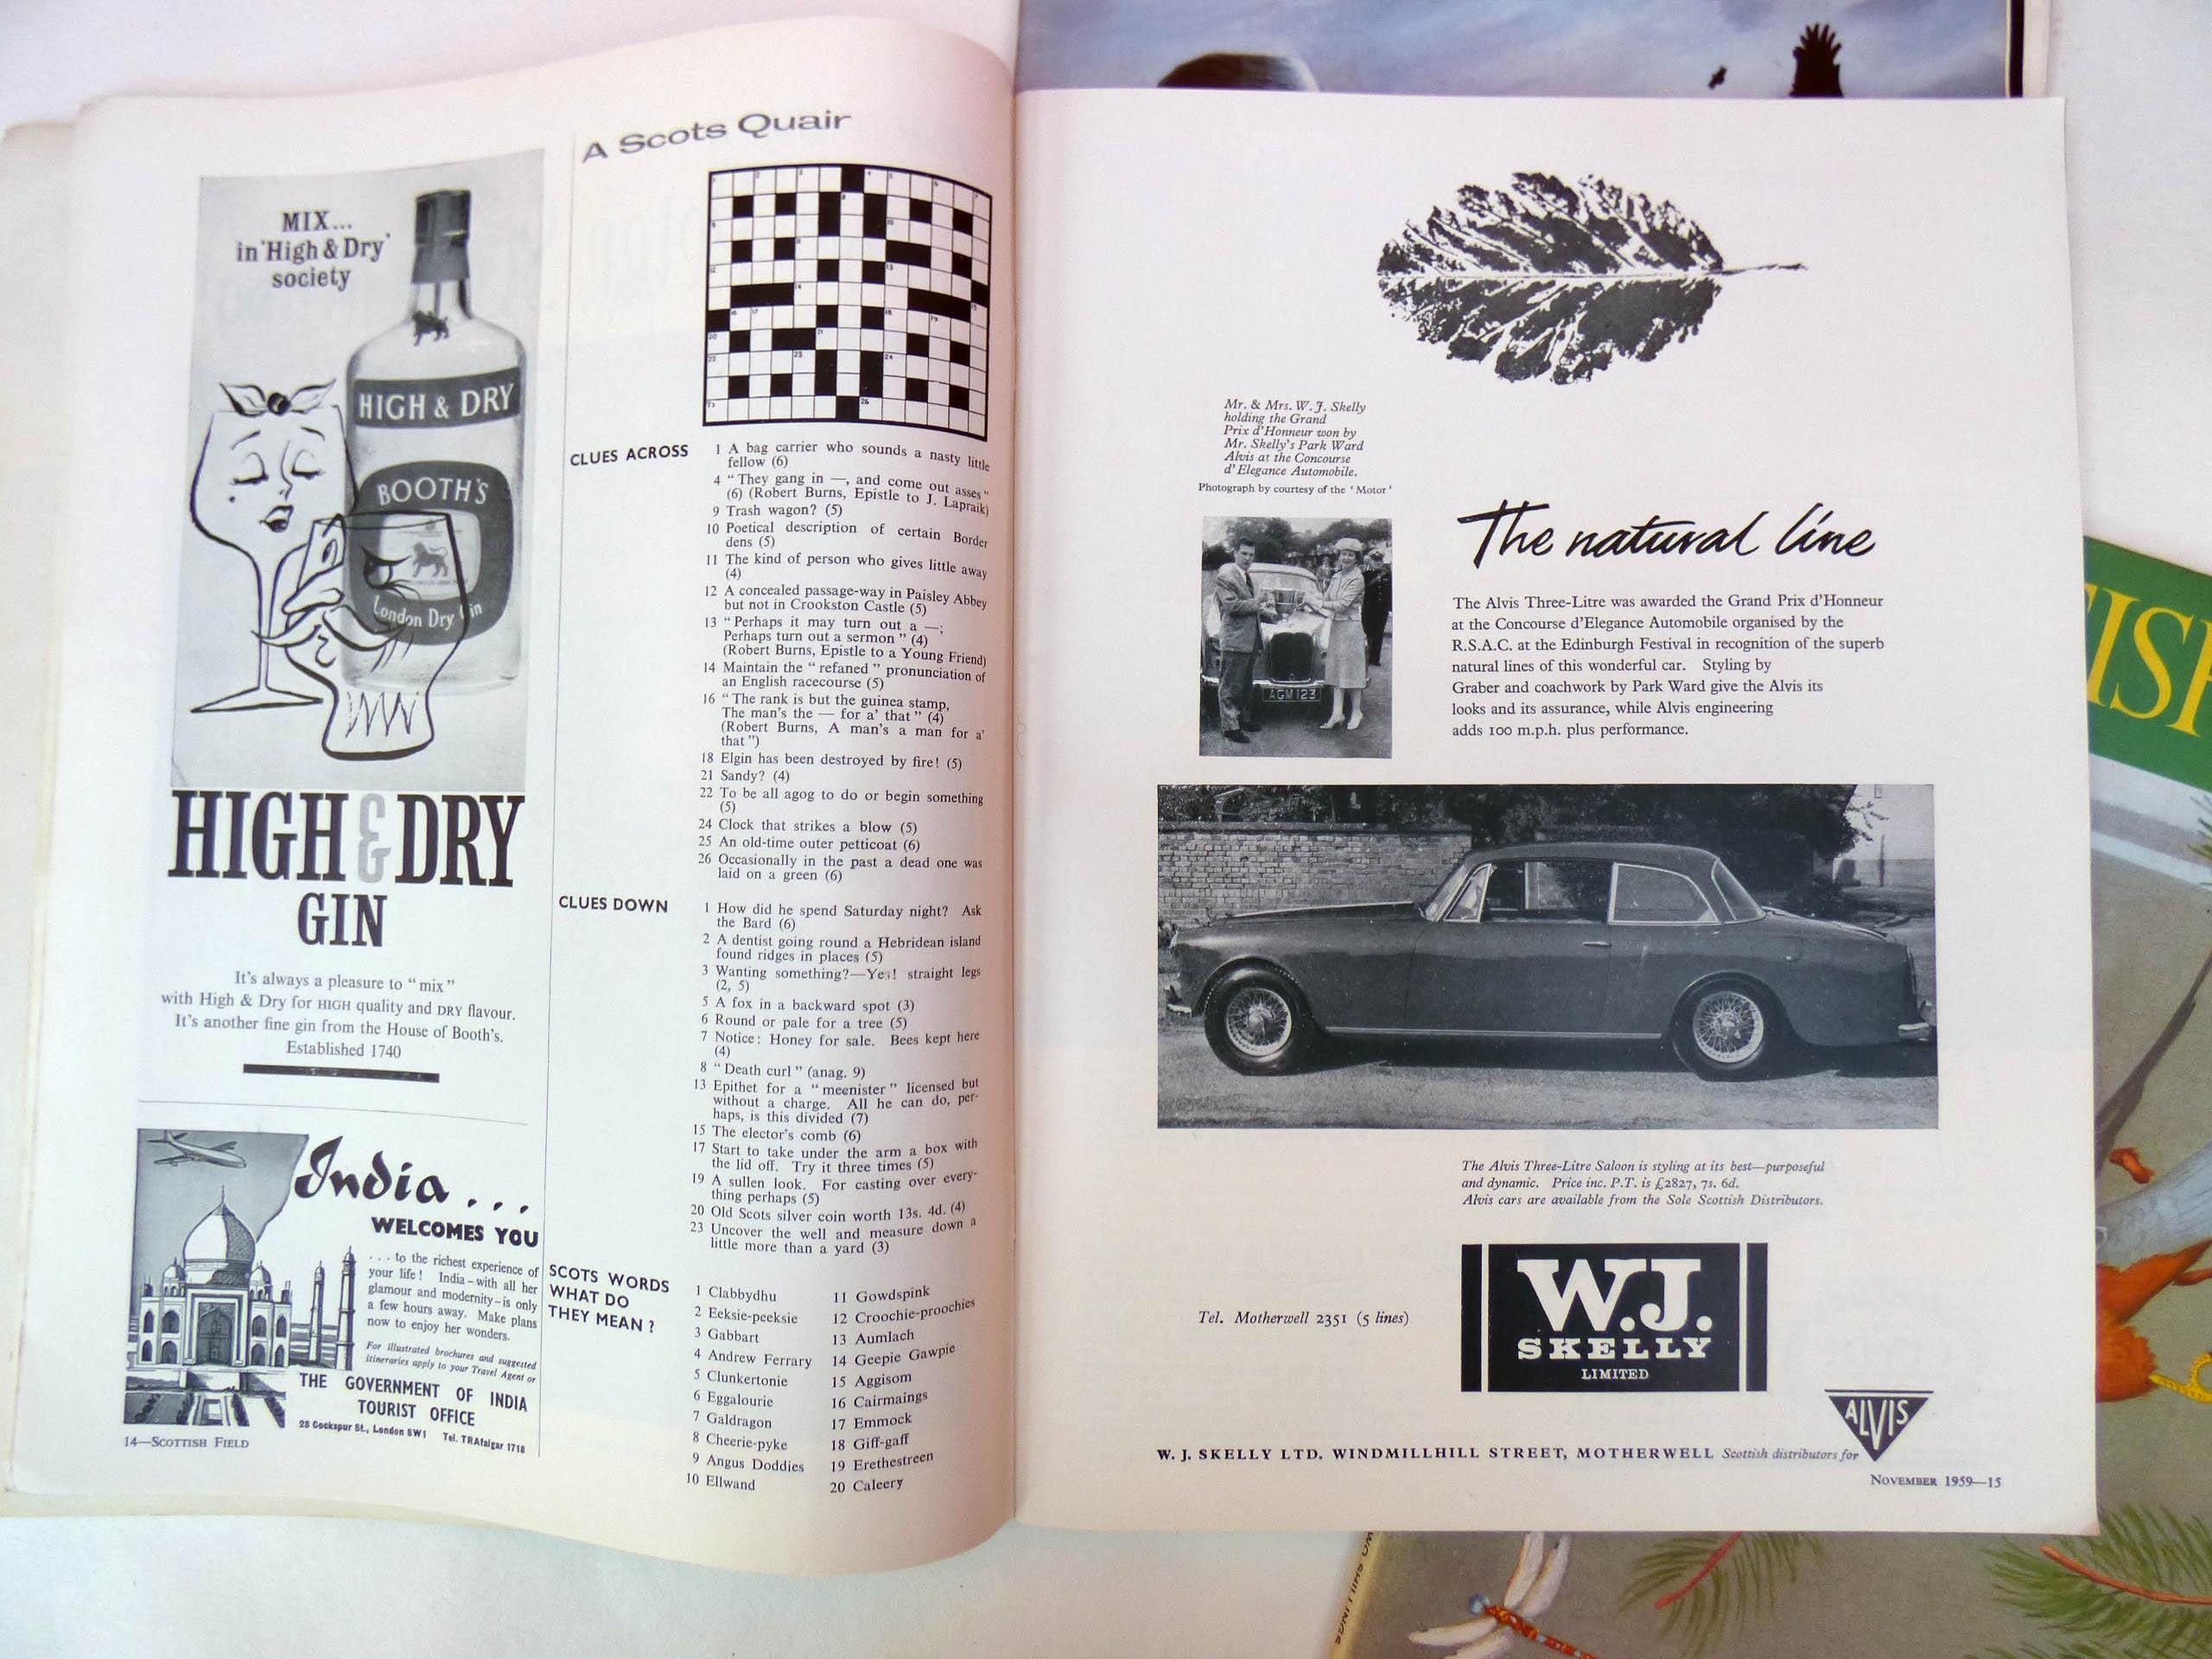 MIX...
in 'High & Dry'
society
HIGH & DRY
BOOTH'S
London Dry Gin
HIGH & DRY
GIN
It's always a pleasure to “mix”
with High & Dry for HIGH quality and DRY flavour.
It's another fine gin from the House of Booth's.
Established 1740
India...
WELCOMES YOU
... to the richest experience of
your life! India – with all her
glamour and modernity – is only
a few hours away. Make plans
now to enjoy her wonders.
For illustrated brochures and suggested
itineraries apply to your Travel Agent or
THE GOVERNMENT OF INDIA
TOURIST OFFICE
28 Cockspur St., London SW1 Tel. TRAfalgar 1718
14—SCOTTISH FIELD
A Scots Quair
CLUES ACROSS
1 A bag carrier who sounds a nasty little
fellow (6)
4 “They gang in —, and come out asses”
(6) (Robert Burns, Epistle to J. Lapraik)
9 Trash wagon? (5)
10 Poetical description of certain Border
dens (5)
11 The kind of person who gives little away
(4)
12 A concealed passage-way in Paisley Abbey
but not in Crookston Castle (5)
13 “Perhaps it may turn out a —;
Perhaps turn out a sermon” (4)
(Robert Burns, Epistle to a Young Friend)
14 Maintain the “refaned” pronunciation of
an English racecourse (5)
16 “The rank is but the guinea stamp,
The man's the — for a' that” (4)
(Robert Burns, A man's a man for a'
that”)
18 Elgin has been destroyed by fire! (5)
21 Sandy? (4)
22 To be all agog to do or begin something
(5)
24 Clock that strikes a blow (5)
25 An old-time outer petticoat (6)
26 Occasionally in the past a dead one was
laid on a green (6)
CLUES DOWN
1 How did he spend Saturday night? Ask
the Bard (6)
2 A dentist going round a Hebridean island
found ridges in places (5)
3 Wanting something?—Yes! straight legs
(2, 5)
5 A fox in a backward spot (3)
6 Round or pale for a tree (5)
7 Notice: Honey for sale. Bees kept here
(4)
8 “Death curl” (anag. 9)
13 Epithet for a “meenister” licensed but
without a charge. All he can do, per-
haps, is this divided (7)
15 The elector's comb (6)
17 Start to take under the arm a box with
the lid off. Try it three times (5)
19 A sullen look. For casting over every-
thing perhaps (5)
20 Old Scots silver coin worth 13s. 4d. (4)
23 Uncover the well and measure down a
little more than a yard (3)
SCOTS WORDS
WHAT DO
THEY MEAN?
1 Clabbydhu
2 Eeksie-peeksie
3 Gabbart
4 Andrew Ferrary
5 Clunkertonie
6 Eggalourie
7 Galdragon
8 Cheerie-pyke
9 Angus Doddies
10 Ellwand
11 Gowdspink
12 Croochie-proochies
13 Aumlach
14 Geepie Gawpie
15 Aggisom
16 Cairmaings
17 Emmock
18 Giff-gaff
19 Erethestreen
20 Caleery
Mr. & Mrs. W. J. Skelly
holding the Grand
Prix d'Honneur won by
Mr. Skelly's Park Ward
Alvis at the Concourse
d'Elegance Automobile.
Photograph by courtesy of the 'Motor'
AGM 123
The natural line
The Alvis Three-Litre was awarded the Grand Prix d'Honneur
at the Concourse d'Elegance Automobile organised by the
R.S.A.C. at the Edinburgh Festival in recognition of the superb
natural lines of this wonderful car. Styling by
Graber and coachwork by Park Ward give the Alvis its
looks and its assurance, while Alvis engineering
adds 100 m.p.h. plus performance.
The Alvis Three-Litre Saloon is styling at its best—purposeful
and dynamic. Price inc. P.T. is £2827, 7s. 6d.
Alvis cars are available from the Sole Scottish Distributors.
Tel. Motherwell 2351 (5 lines)
W.J.
SKELLY
LIMITED
ALVIS
W. J. SKELLY LTD. WINDMILLHILL STREET, MOTHERWELL Scottish distributors for
NOVEMBER 1959—15